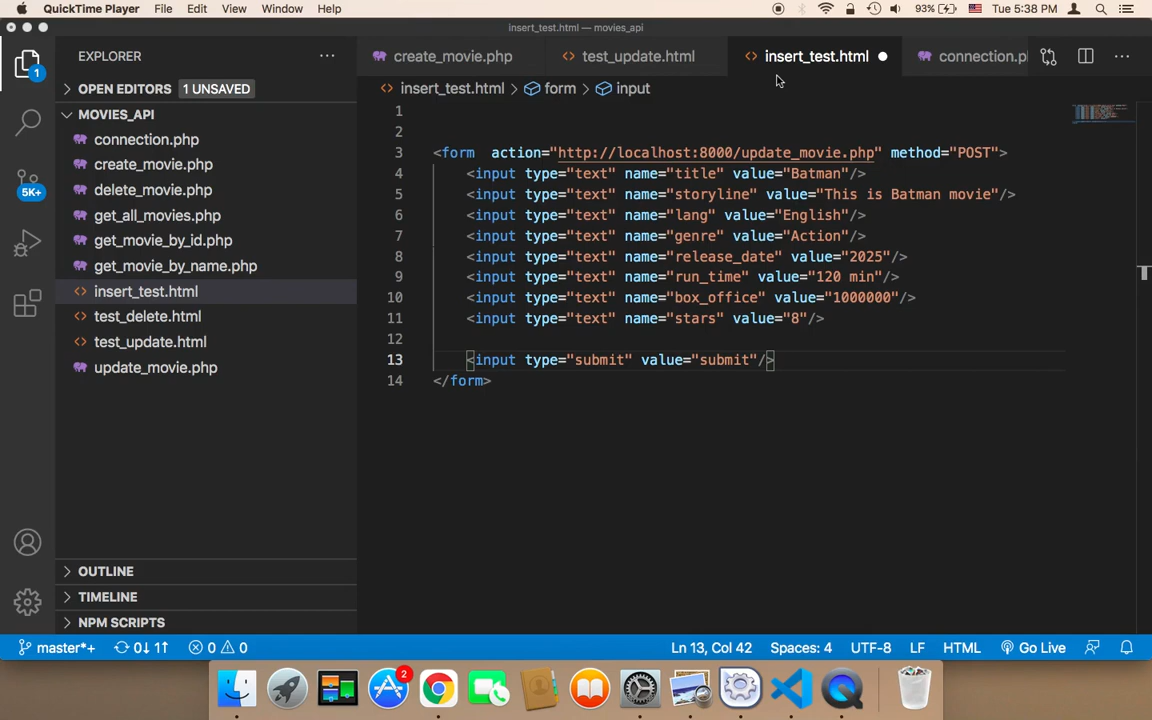 QuickTime Player File Edit View Window Help 93% Tue 5:38 PM
insert_test.html — movies_api
EXPLORER
create_movie.php test_update.html insert_test.html connection.pl
1
OPEN EDITORS 1 UNSAVED
insert_test.html > form > input
MOVIES_API
connection.php
create_movie.php
delete_movie.php
get_all_movies.php
get_movie_by_id.php
get_movie_by_name.php
insert_test.html
test_delete.html
test_update.html
update_movie.php
5K+
1
2
3 <form  action="http://localhost:8000/update_movie.php" method="POST">
4 <input type="text" name="title" value="Batman"/>
5 <input type="text" name="storyline" value="This is Batman movie"/>
6 <input type="text" name="lang" value="English"/>
7 <input type="text" name="genre" value="Action"/>
8 <input type="text" name="release_date" value="2025"/>
9 <input type="text" name="run_time" value="120 min"/>
10 <input type="text" name="box_office" value="1000000"/>
11 <input type="text" name="stars" value="8"/>
12
13 <input type="submit" value="submit"/>
14 </form>
OUTLINE
TIMELINE
NPM SCRIPTS
master*+ 0↓ 1↑ 0 0 Ln 13, Col 42 Spaces: 4 UTF-8 LF HTML Go Live
2